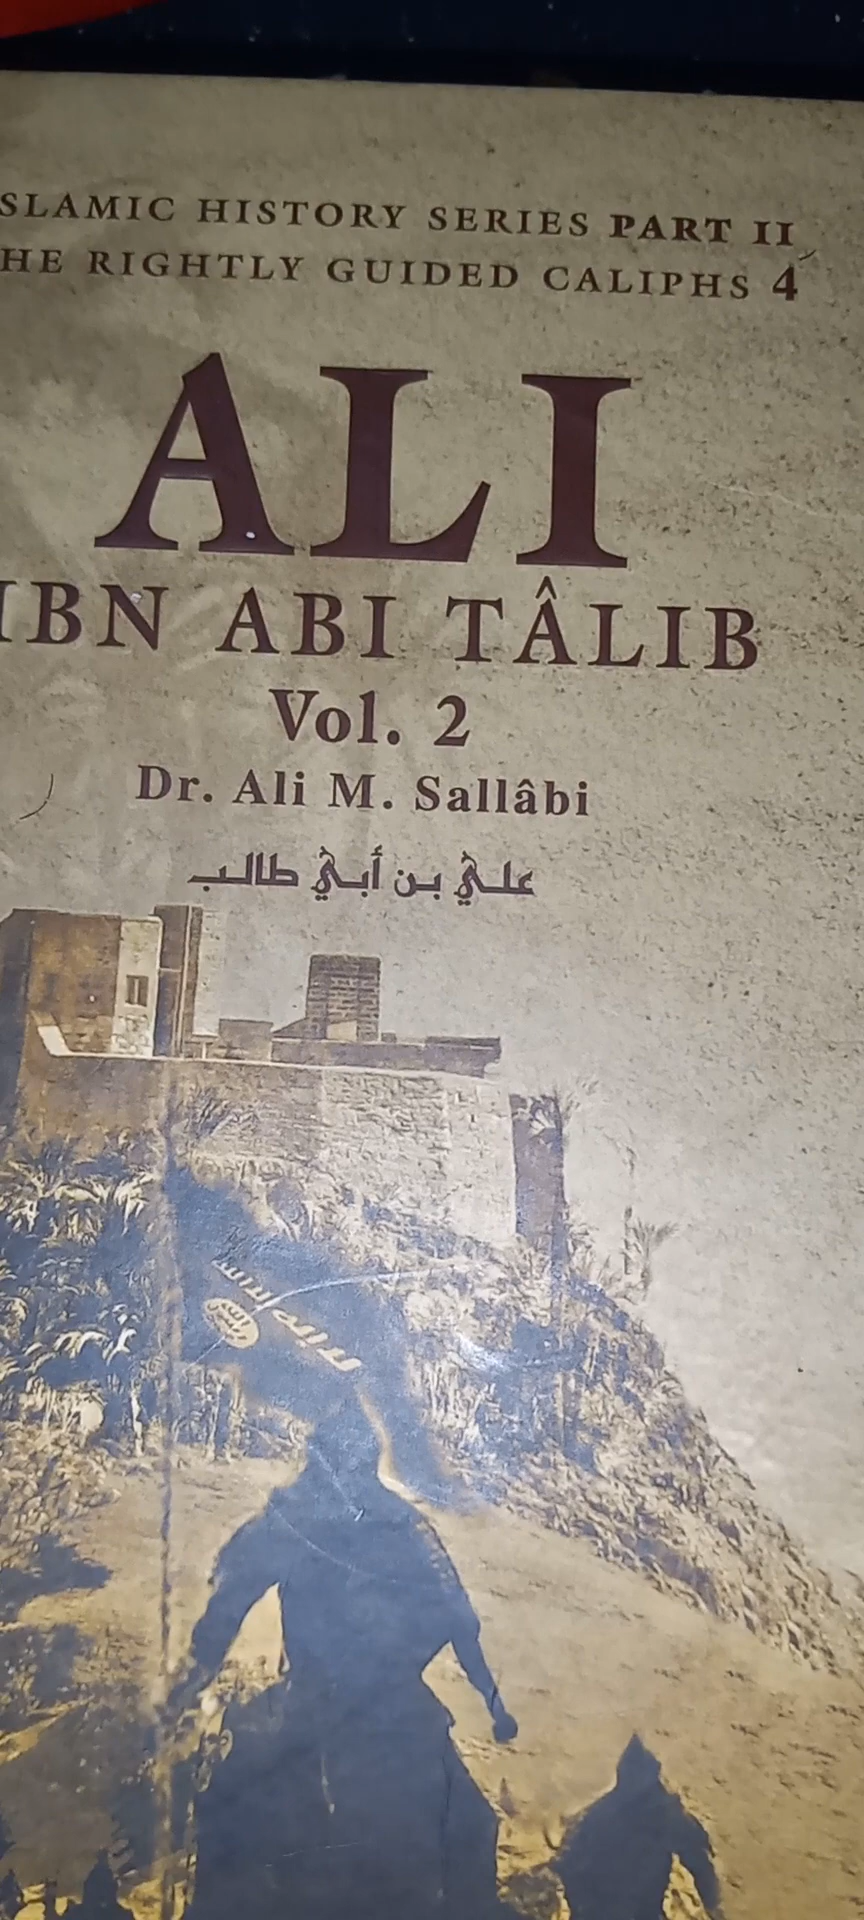 SLAMIC HISTORY SERIES PART II
HE RIGHTLY GUIDED CALIPHS 4
ALI
IBN ABI TÂLIB
Vol. 2
Dr. Ali M. Sallâbi
علي بن أبي طالب